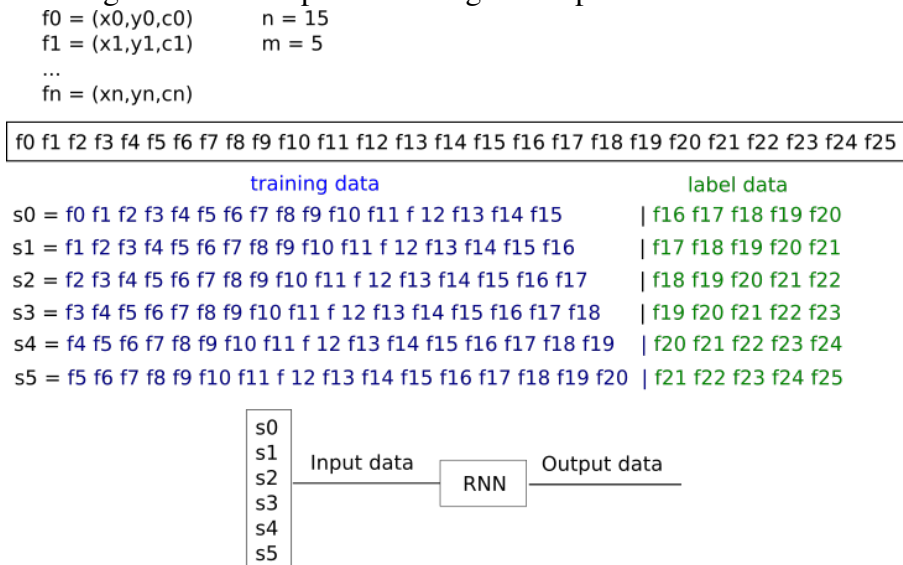 f0 = (x0,y0,c0) n = 15
f1 = (x1,y1,c1) m = 5
...
fn = (xn,yn,cn)
f0 f1 f2 f3 f4 f5 f6 f7 f8 f9 f10 f11 f12 f13 f14 f15 f16 f17 f18 f19 f20 f21 f22 f23 f24 f25
training data label data
s0 = f0 f1 f2 f3 f4 f5 f6 f7 f8 f9 f10 f11 f 12 f13 f14 f15 | f16 f17 f18 f19 f20
s1 = f1 f2 f3 f4 f5 f6 f7 f8 f9 f10 f11 f 12 f13 f14 f15 f16 | f17 f18 f19 f20 f21
s2 = f2 f3 f4 f5 f6 f7 f8 f9 f10 f11 f 12 f13 f14 f15 f16 f17 | f18 f19 f20 f21 f22
s3 = f3 f4 f5 f6 f7 f8 f9 f10 f11 f 12 f13 f14 f15 f16 f17 f18 | f19 f20 f21 f22 f23
s4 = f4 f5 f6 f7 f8 f9 f10 f11 f 12 f13 f14 f15 f16 f17 f18 f19 | f20 f21 f22 f23 f24
s5 = f5 f6 f7 f8 f9 f10 f11 f 12 f13 f14 f15 f16 f17 f18 f19 f20 | f21 f22 f23 f24 f25
s0
s1
s2
s3
s4
s5
Input data
RNN
Output data